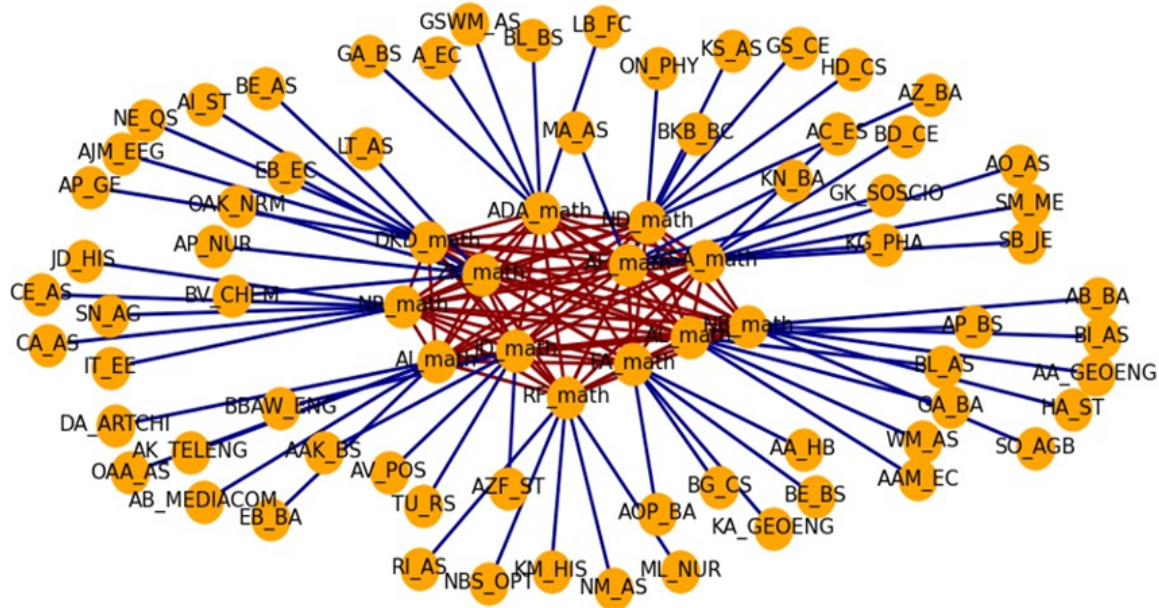 GSWM_AS
LB_FC
BL_BS
GA_BS
A_EC
KS_AS
GS_CE
ON_PHY
HD_CS
BE_AS
AI_ST
AZ_BA
NE_QS
MA_AS
BKB_BC
AC_ES
BD_CE
AJM_EEG
LT_AS
EB_EC
AO_AS
AP_GE
KN_BA
GK_SOSCIO
OAK_NRM
ADA_math
ND_math
SM_ME
DKD_math
AP_NUR
KG_PHA
SB_JE
JD_HIS
CE_AS
BV_CHEM
AB_BA
SN_AG
AP_BS
BI_AS
CA_AS
IT_EE
AI_math
FA_math
BL_AS
AA_GEOENG
RF_math
DA_ARTCHI
BBAW_ENG
GA_BA
HA_ST
AK_TELENG
AAK_BS
AA_HB
WM_AS
SO_AGB
OAA_AS
AV_POS
AZF_ST
BG_CS
BE_BS
AAM_EC
AB_MEDIACOM
EB_BA
TU_RS
AOP_BA
KA_GEOENG
RI_AS
NBS_OPT
KM_HIS
NM_AS
ML_NUR